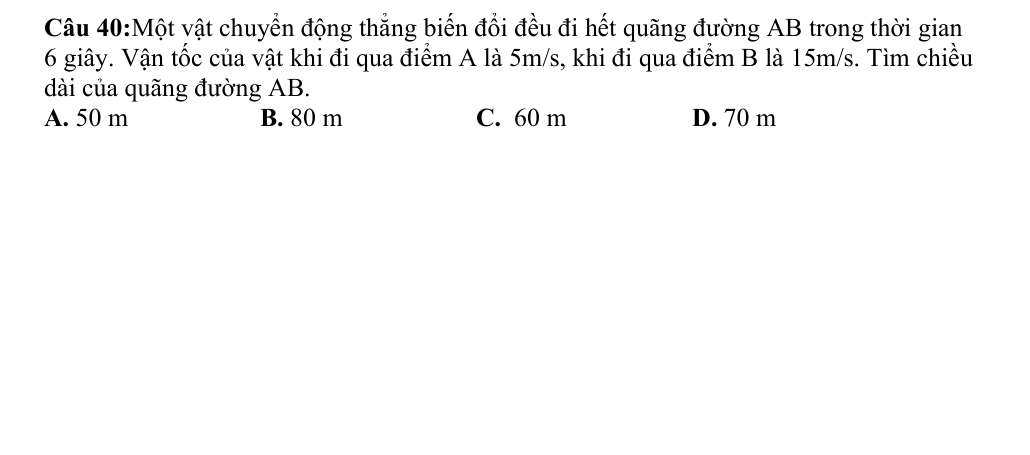 Câu 40:Một vật chuyển động thẳng biến đổi đều đi hết quãng đường AB trong thời gian
6 giây. Vận tốc của vật khi đi qua điểm A là 5m/s, khi đi qua điểm B là 15m/s. Tìm chiều
dài của quãng đường AB.
A. 50 m B. 80 m C. 60 m D. 70 m